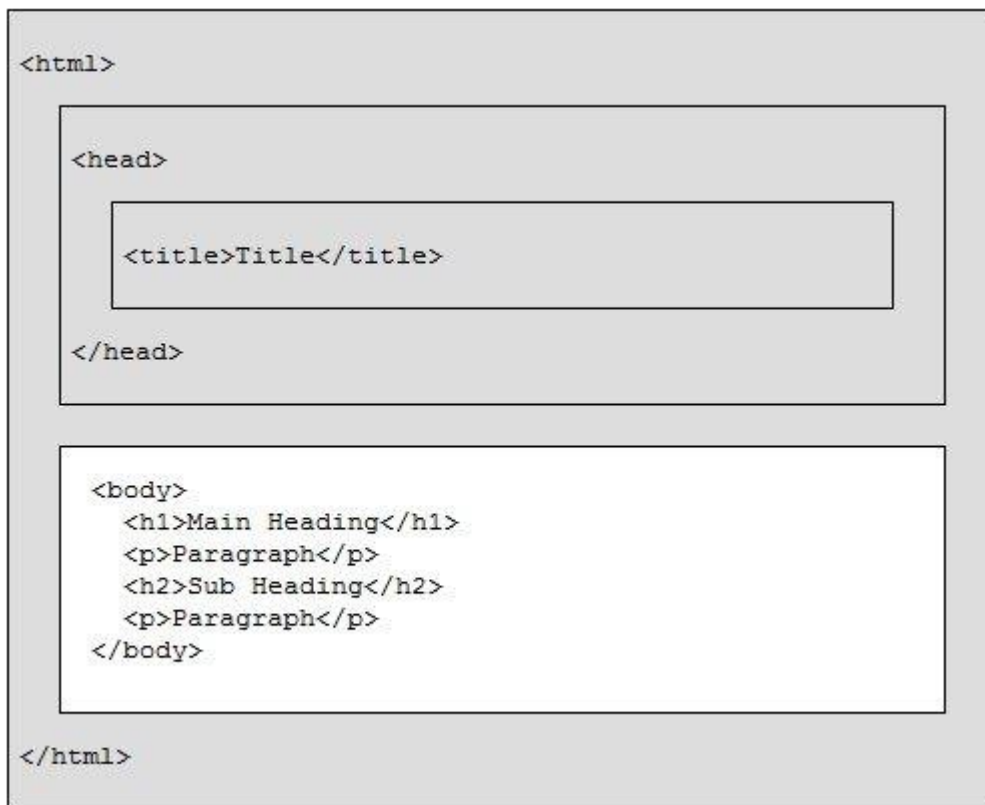 <html>
<head>
<title>Title</title>
</head>
<body>
<h1>Main Heading</h1>
<p>Paragraph</p>
<h2>Sub Heading</h2>
<p>Paragraph</p>
</body>
</html>